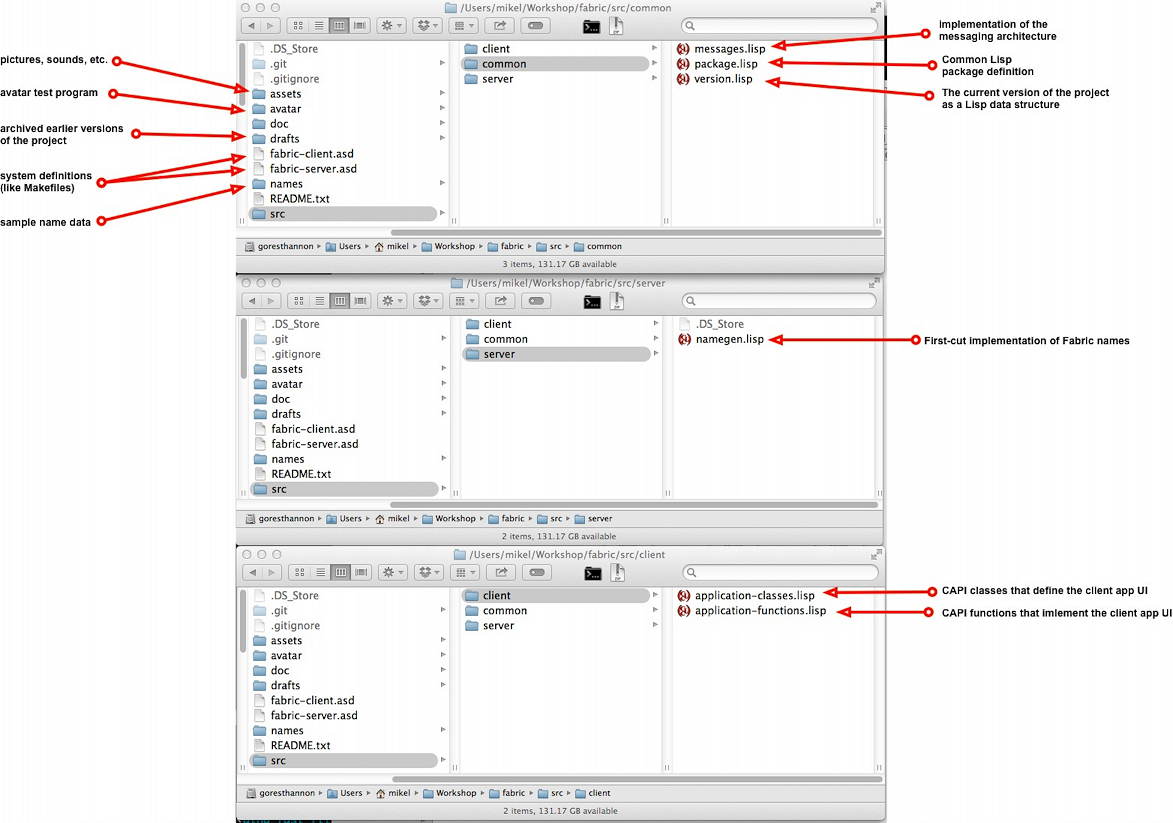 /Users/mikel/Workshop/fabric/src/common
.DS_Store
.git
.gitignore
assets
avatar
doc
drafts
fabric-client.asd
fabric-server.asd
names
README.txt
src
client
common
server
messages.lisp
package.lisp
version.lisp
goresthannon Users mikel Workshop fabric src common
3 items, 131.17 GB available
pictures, sounds, etc.
avatar test program
archived earlier versions
of the project
system definitions
(like Makefiles)
sample name data
Implementation of the
messaging architecture
Common Lisp
package definition
The current version of the project
as a Lisp data structure
/Users/mikel/Workshop/fabric/src/server
.DS_Store
.git
.gitignore
assets
avatar
doc
drafts
fabric-client.asd
fabric-server.asd
names
README.txt
src
client
common
server
.DS_Store
namegen.lisp
First-cut implementation of Fabric names
goresthannon Users mikel Workshop fabric src server
2 items, 131.17 GB available
/Users/mikel/Workshop/fabric/src/client
.DS_Store
.git
.gitignore
assets
avatar
doc
drafts
fabric-client.asd
fabric-server.asd
names
README.txt
src
client
common
server
application-classes.lisp
application-functions.lisp
CAPI classes that define the client app UI
CAPI functions that imlement the client app UI
goresthannon Users mikel Workshop fabric src client
2 items, 131.17 GB available